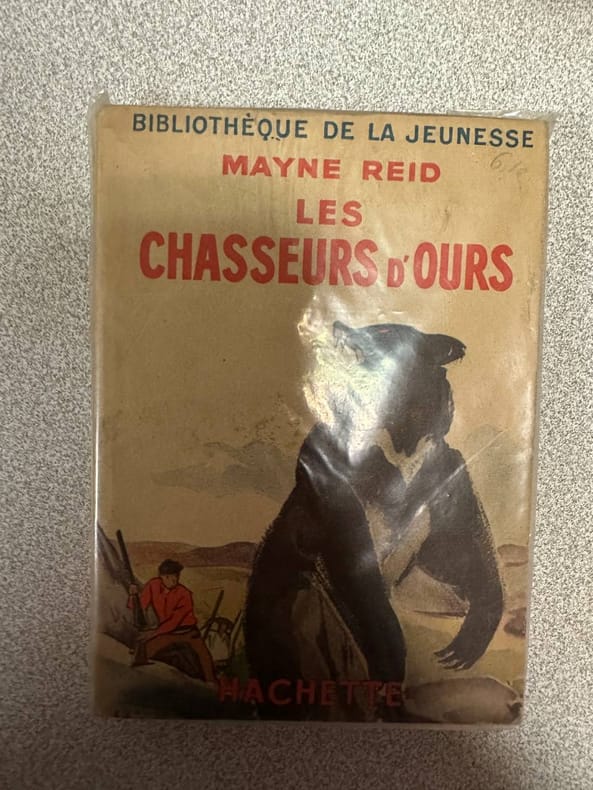 BIBLIOTHÈQUE DE LA JEUNESSE
MAYNE REID
LES
CHASSEURS D'OURS
HACHETTE